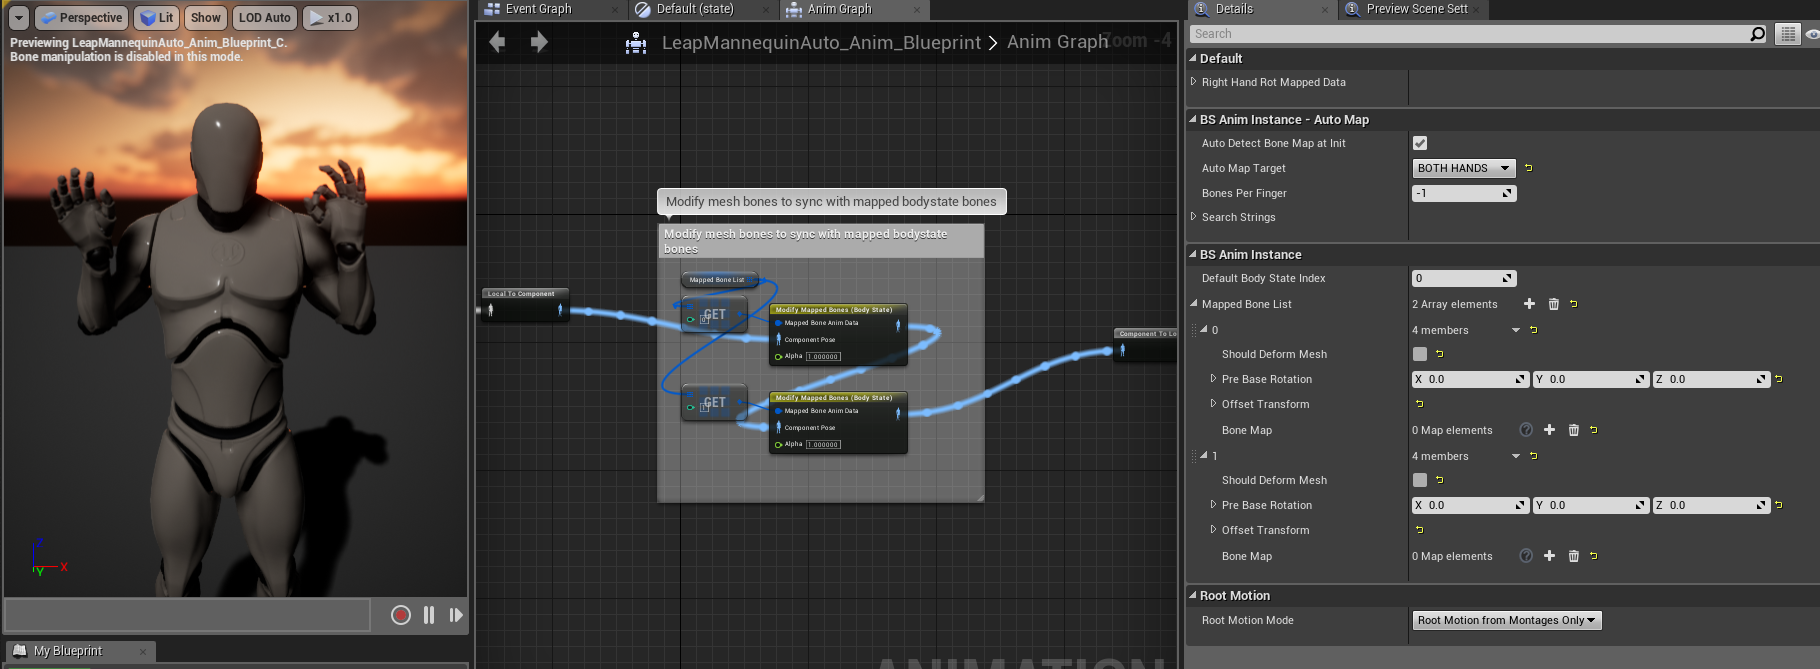 Perspective
Lit
Show
LOD Auto
x1.0
Previewing LeapMannequinAuto_Anim_Blueprint_C.
Bone manipulation is disabled in this mode.
Z
X
Y
My Blueprint
Event Graph
Default (state)
Anim Graph
LeapMannequinAuto_Anim_Blueprint > Anim Graph
Zoom -4
Modify mesh bones to sync with mapped bodystate bones
Modify mesh bones to sync with mapped bodystate
bones
Mapped Bone List
Local To Component
GET
0
Modify Mapped Bones (Body State)
Mapped Bone Anim Data
Component Pose
Alpha 1.000000
Component To Lo
GET
1
Modify Mapped Bones (Body State)
Mapped Bone Anim Data
Component Pose
Alpha 1.000000
ANIMATION
Details
Preview Scene Sett
Search
Default
Right Hand Rot Mapped Data
BS Anim Instance - Auto Map
Auto Detect Bone Map at Init
Auto Map Target BOTH HANDS
Bones Per Finger -1
Search Strings
BS Anim Instance
Default Body State Index 0
Mapped Bone List 2 Array elements
0 4 members
Should Deform Mesh
Pre Base Rotation X 0.0 Y 0.0 Z 0.0
Offset Transform
Bone Map 0 Map elements
1 4 members
Should Deform Mesh
Pre Base Rotation X 0.0 Y 0.0 Z 0.0
Offset Transform
Bone Map 0 Map elements
Root Motion
Root Motion Mode Root Motion from Montages Only